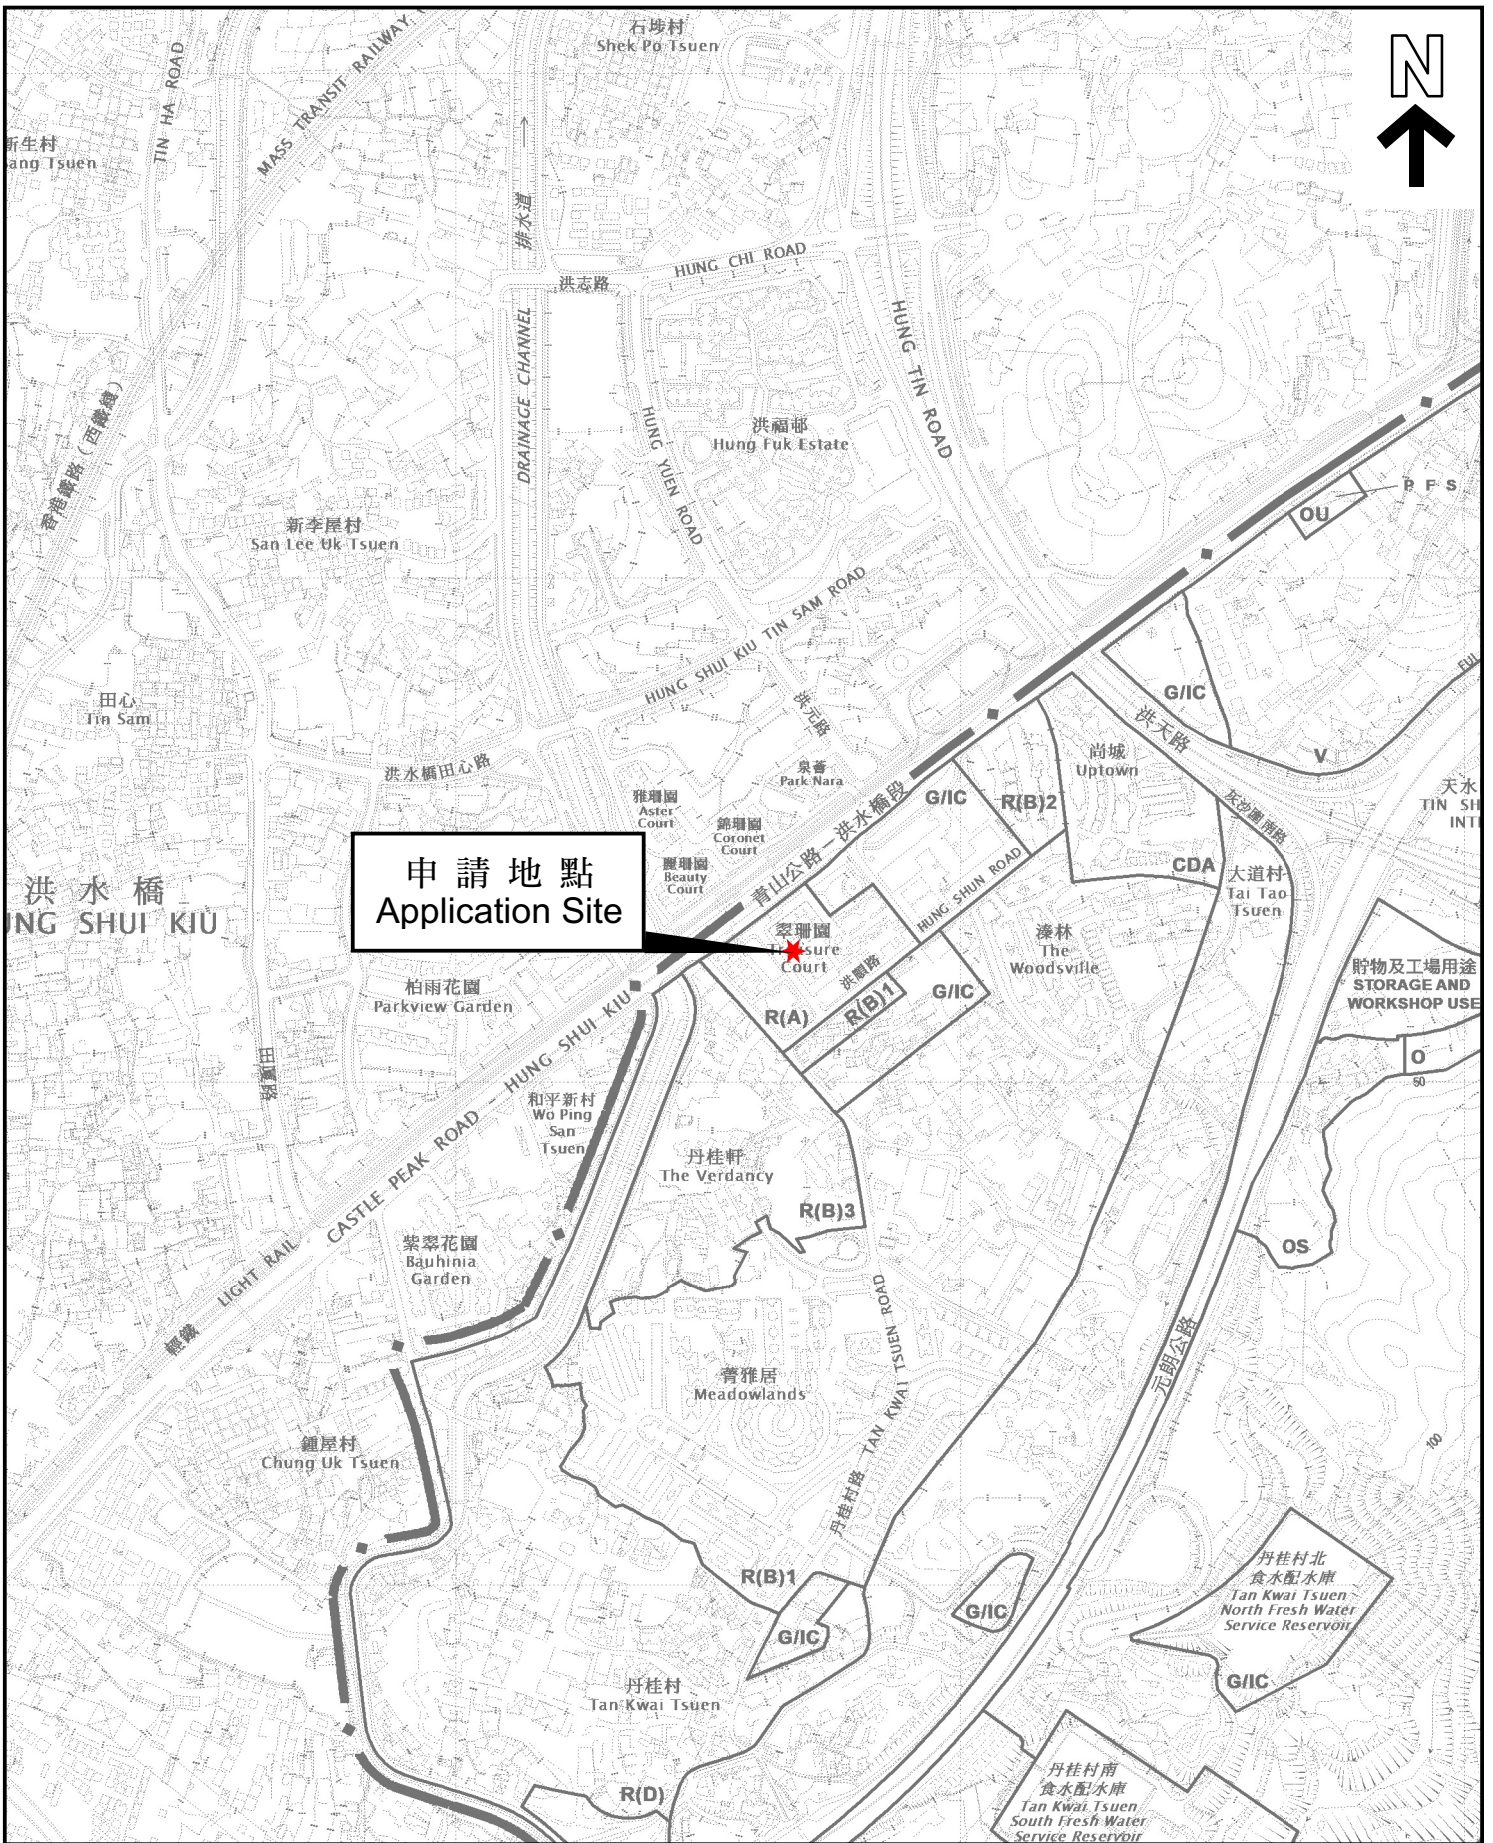 石埗村
Shek Po Tsuen
N
TIN HA ROAD
MASS TRANSIT RAILWAY
新生村
ang Tsuen
排水道
DRAINAGE CHANNEL
洪志路
HUNG CHI ROAD
HUNG TIN ROAD
香港鐵路（西鐵綫）
HUNG YUEN ROAD
洪福邨
Hung Fuk Estate
P F S
OU
新李屋村
San Lee Uk Tsuen
HUNG SHUI KIU TIN SAM ROAD
田心
Tin Sam
洪元路
G/IC
洪天路
FUI
V
洪水橋田心路
泉薈
Park Nara
尚城
Uptown
雅珊園
Aster
Court
錦珊園
Coronet
Court
麗珊園
Beauty
Court
青山公路－洪水橋段
G/IC
R(B)2
灰沙圍南路
天水
TIN SH
INT
CDA
大道村
Tai Tao
Tsuen
申請地點
Application Site
洪水橋
UNG SHUI KIU
HUNG SHUN ROAD
翠珊園
Court
洪順路
溱林
The
Woodsville
貯物及工場用途
STORAGE AND
WORKSHOP USE
柏雨花園
Parkview Garden
R(A)
R(B)1
G/IC
O
50
田廈路
和平新村
Wo Ping
San
Tsuen
丹桂軒
The Verdancy
R(B)3
LIGHT RAIL
CASTLE PEAK ROAD - HUNG SHUI KIU
輕鐵
紫翠花園
Bauhinia
Garden
OS
元朗公路
TAN KWAI TSUEN ROAD
丹桂村路
菁雅居
Meadowlands
鍾屋村
Chung Uk Tsuen
100
R(B)1
G/IC
G/IC
丹桂村北
食水配水庫
Tan Kwai Tsuen
North Fresh Water
Service Reservoir
G/IC
丹桂村
Tan Kwai Tsuen
R(D)
丹桂村南
食水配水庫
Tan Kwai Tsuen
South Fresh Water
Service Reservoir